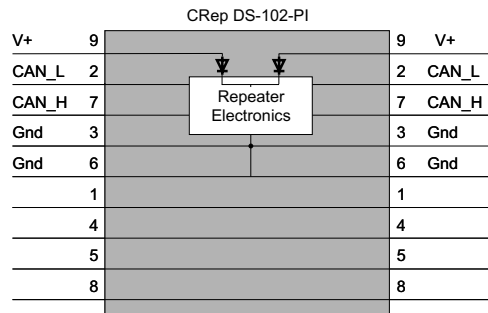 CRep DS-102-PI
V+ 9 9 V+
CAN_L 2 2 CAN_L
CAN_H 7 Repeater 7 CAN_H
Electronics
Gnd 3 3 Gnd
Gnd 6 6 Gnd
1 1
4 4
5 5
8 8